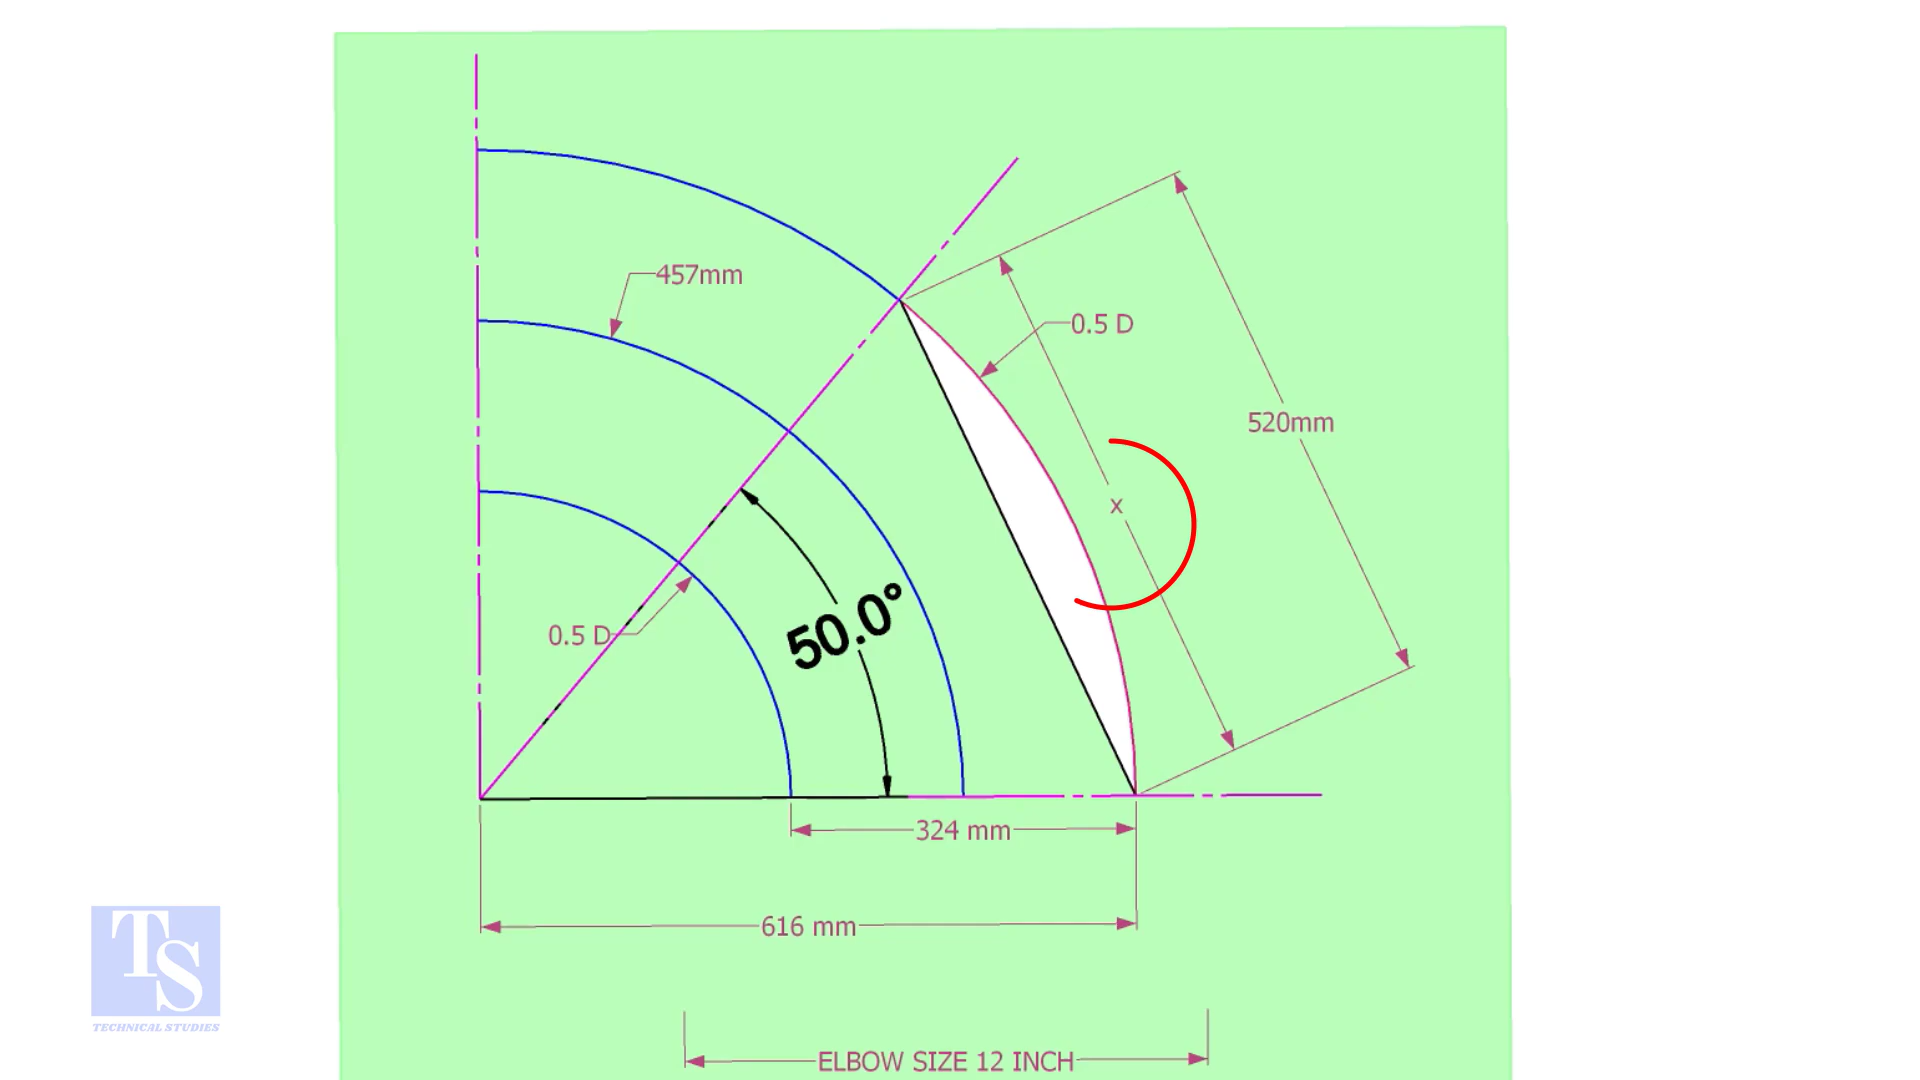 457mm
0.5 D
520mm
x
50.0°
0.5 D
324 mm
616 mm
TS
TECHNICAL STUDIES
ELBOW SIZE 12 INCH